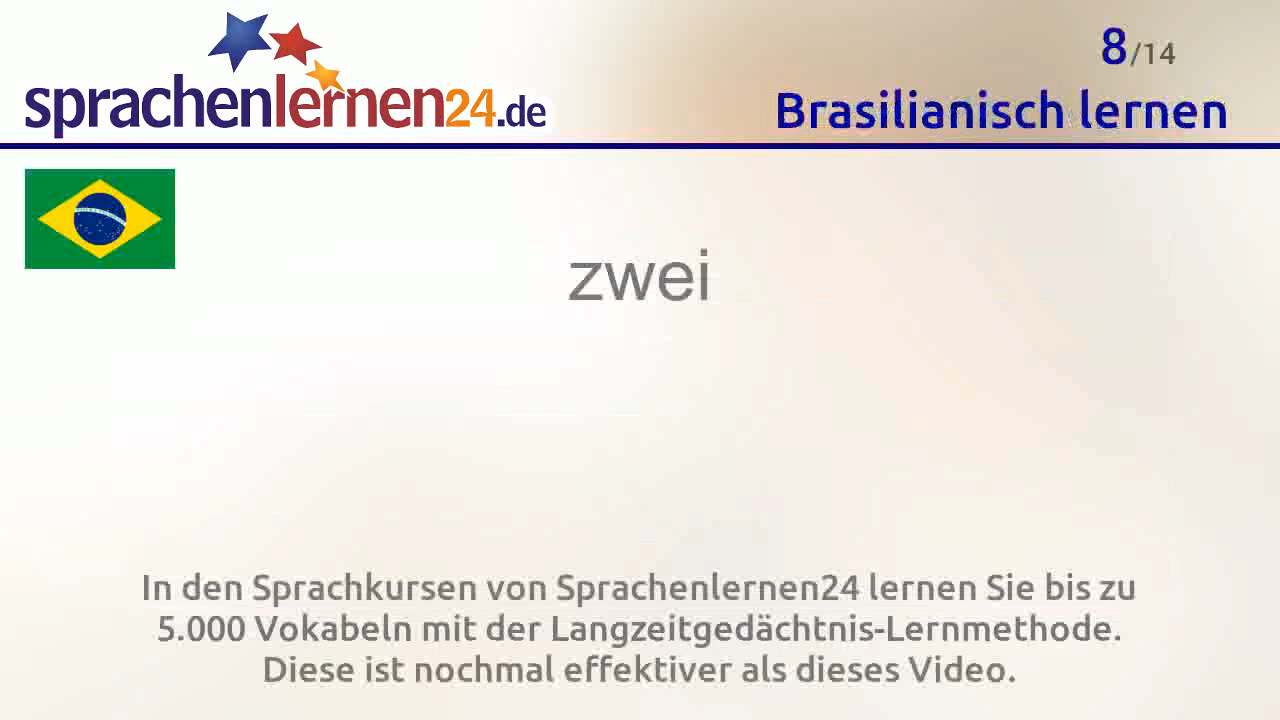 sprachenlernen24.de
8/14
Brasilianisch lernen
zwei
In den Sprachkursen von Sprachenlernen24 lernen Sie bis zu
5.000 Vokabeln mit der Langzeitgedächtnis-Lernmethode.
Diese ist nochmal effektiver als dieses Video.